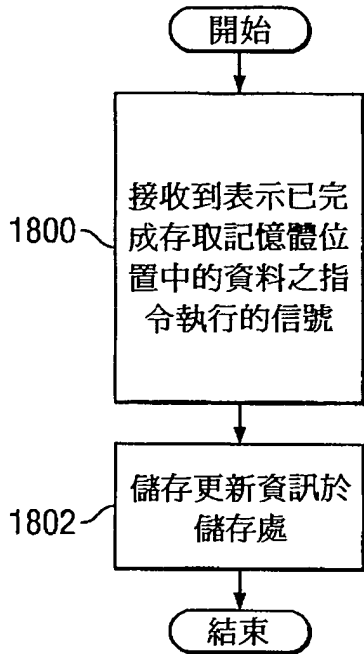 開始
1800
接收到表示已完
成存取記憶體位
置中的資料之指
令執行的信號
1802
儲存更新資訊於
儲存處
結束